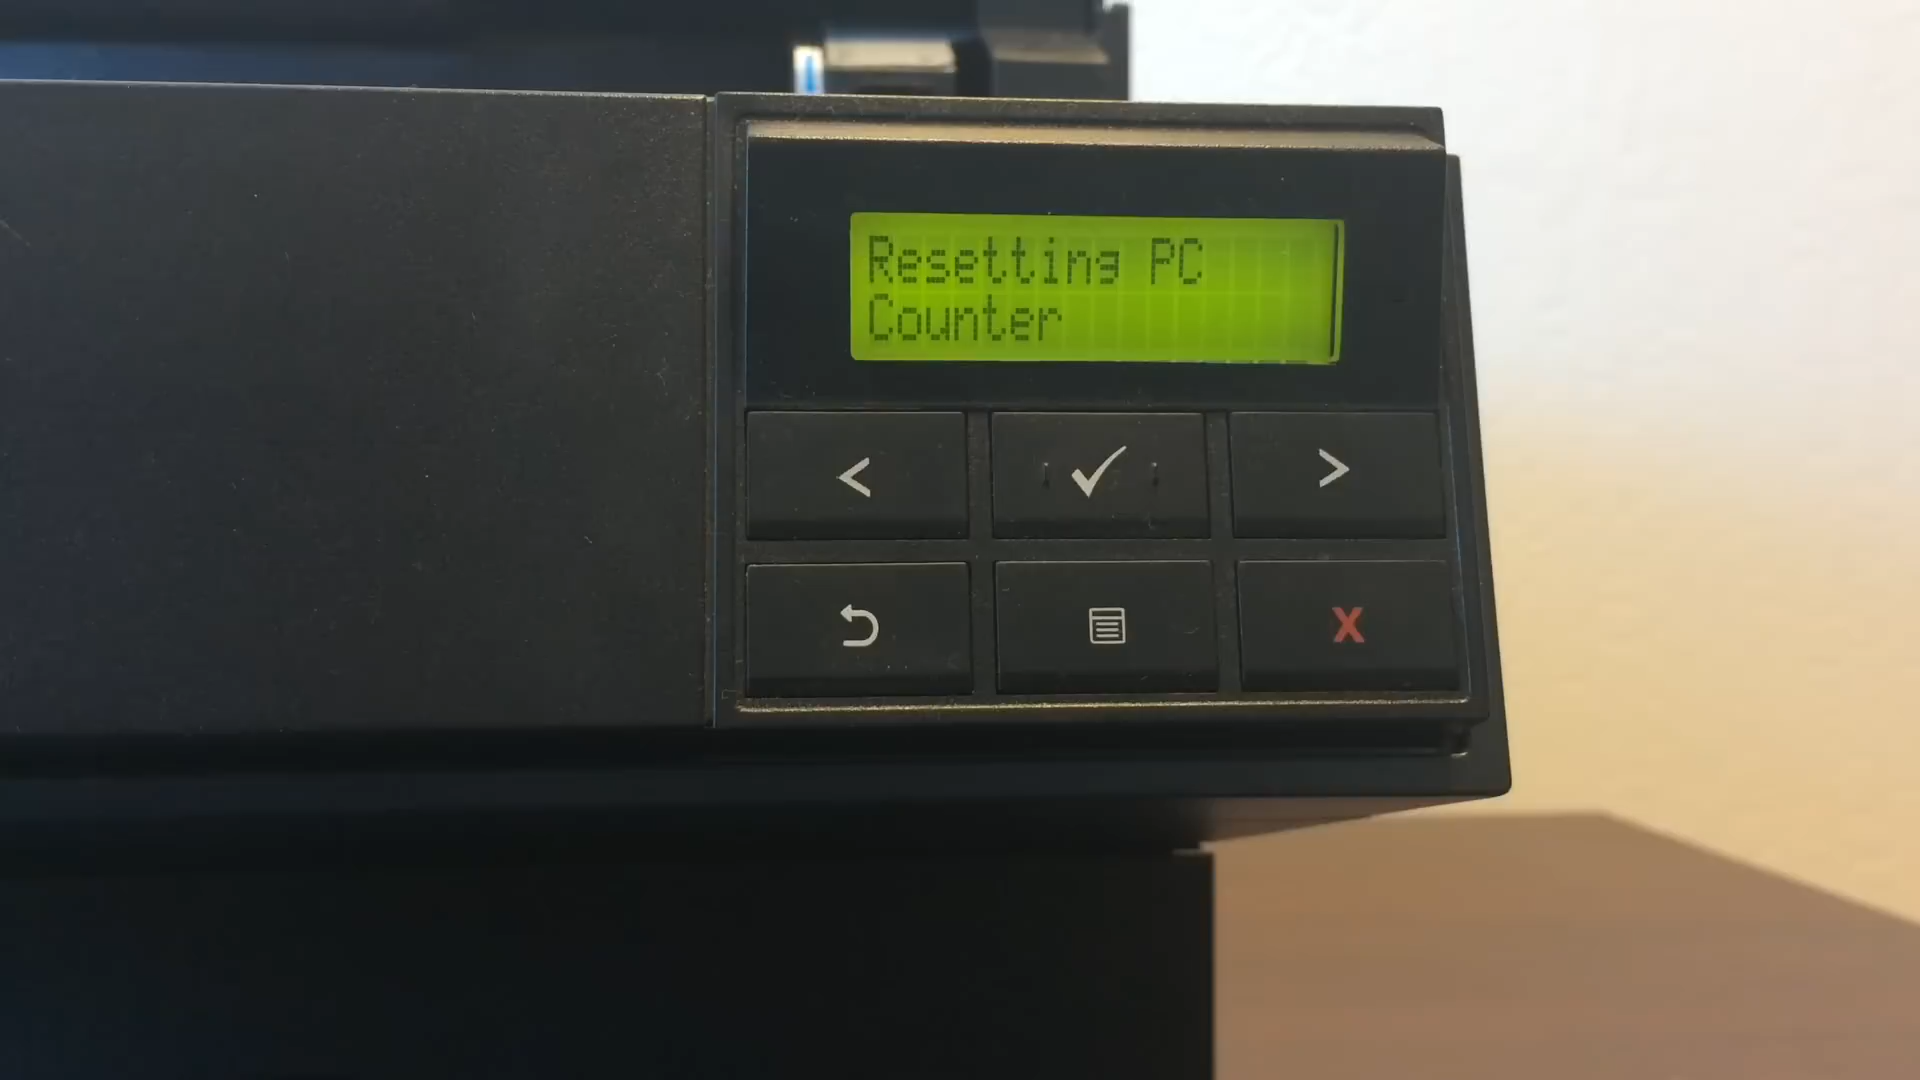 Resetting PC
Counter
< ✓ >
X